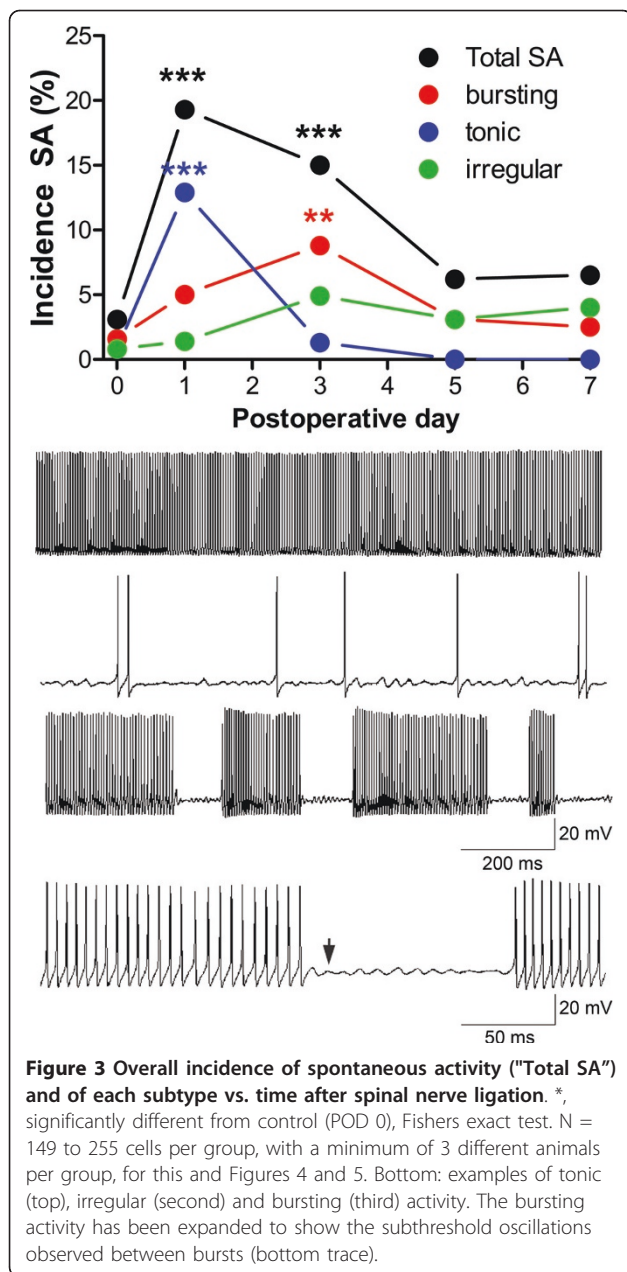 25
20
15
10
5
0
Incidence SA (%)
***
***
***
**
Total SA
bursting
tonic
irregular
0 1 2 3 4 5 6 7
Postoperative day
20 mV
200 ms
20 mV
50 ms
Figure 3 Overall incidence of spontaneous activity ("Total SA")
and of each subtype vs. time after spinal nerve ligation. *,
significantly different from control (POD 0), Fishers exact test. N =
149 to 255 cells per group, with a minimum of 3 different animals
per group, for this and Figures 4 and 5. Bottom: examples of tonic
(top), irregular (second) and bursting (third) activity. The bursting
activity has been expanded to show the subthreshold oscillations
observed between bursts (bottom trace).